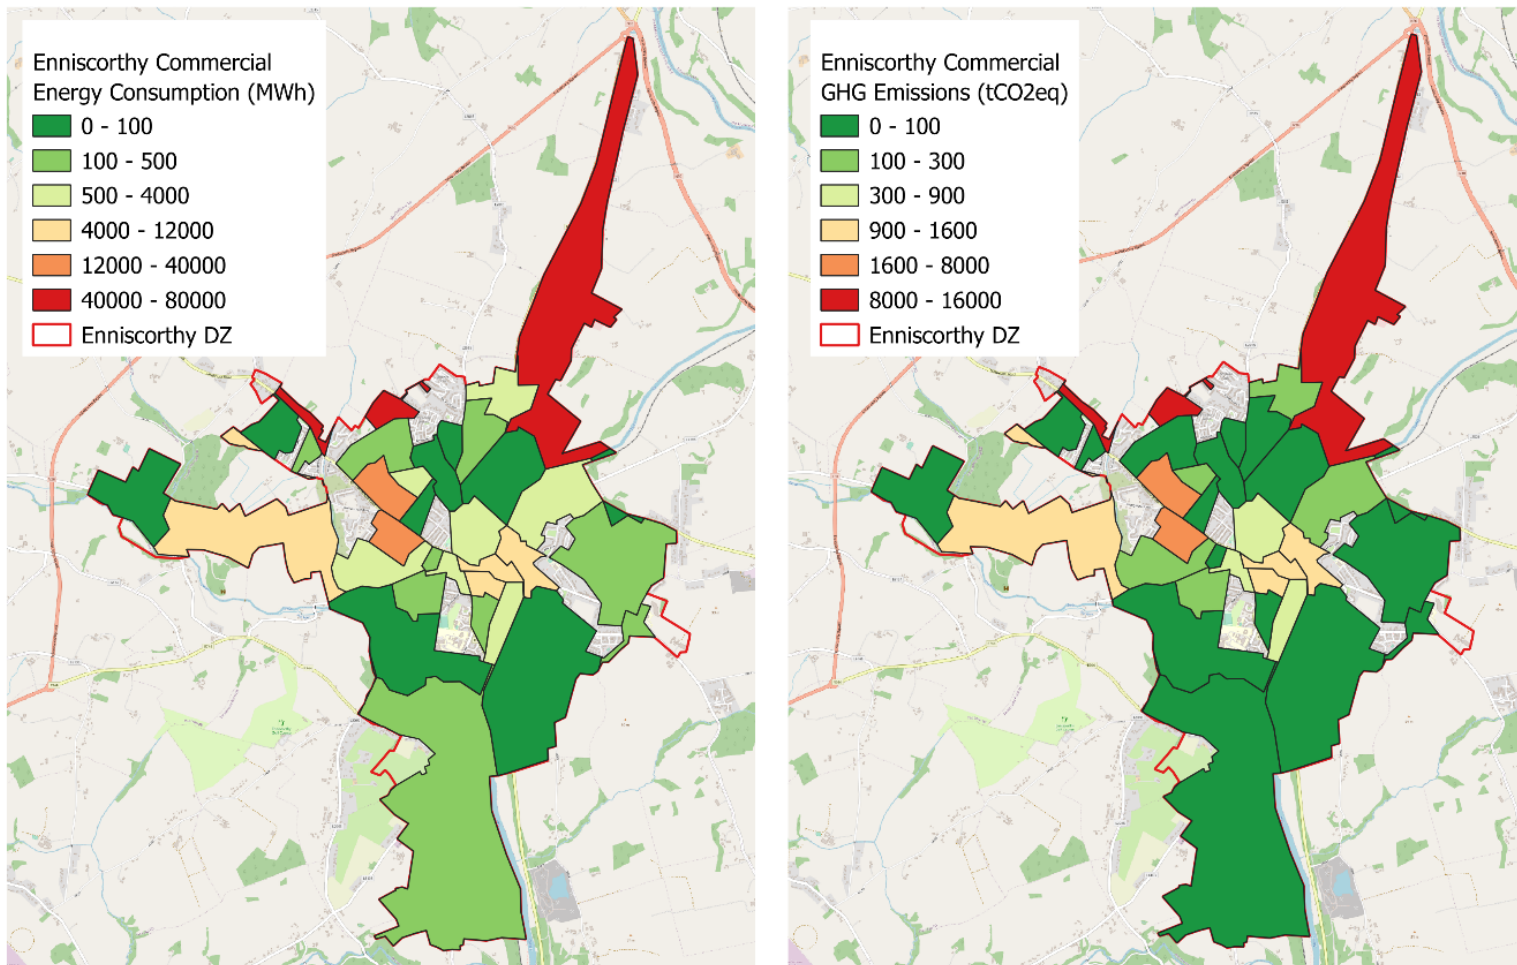 Enniscorthy Commercial
Energy Consumption (MWh)
0 - 100
100 - 500
500 - 4000
4000 - 12000
12000 - 40000
40000 - 80000
Enniscorthy DZ
Enniscorthy Commercial
GHG Emissions (tCO2eq)
0 - 100
100 - 300
300 - 900
900 - 1600
1600 - 8000
8000 - 16000
Enniscorthy DZ